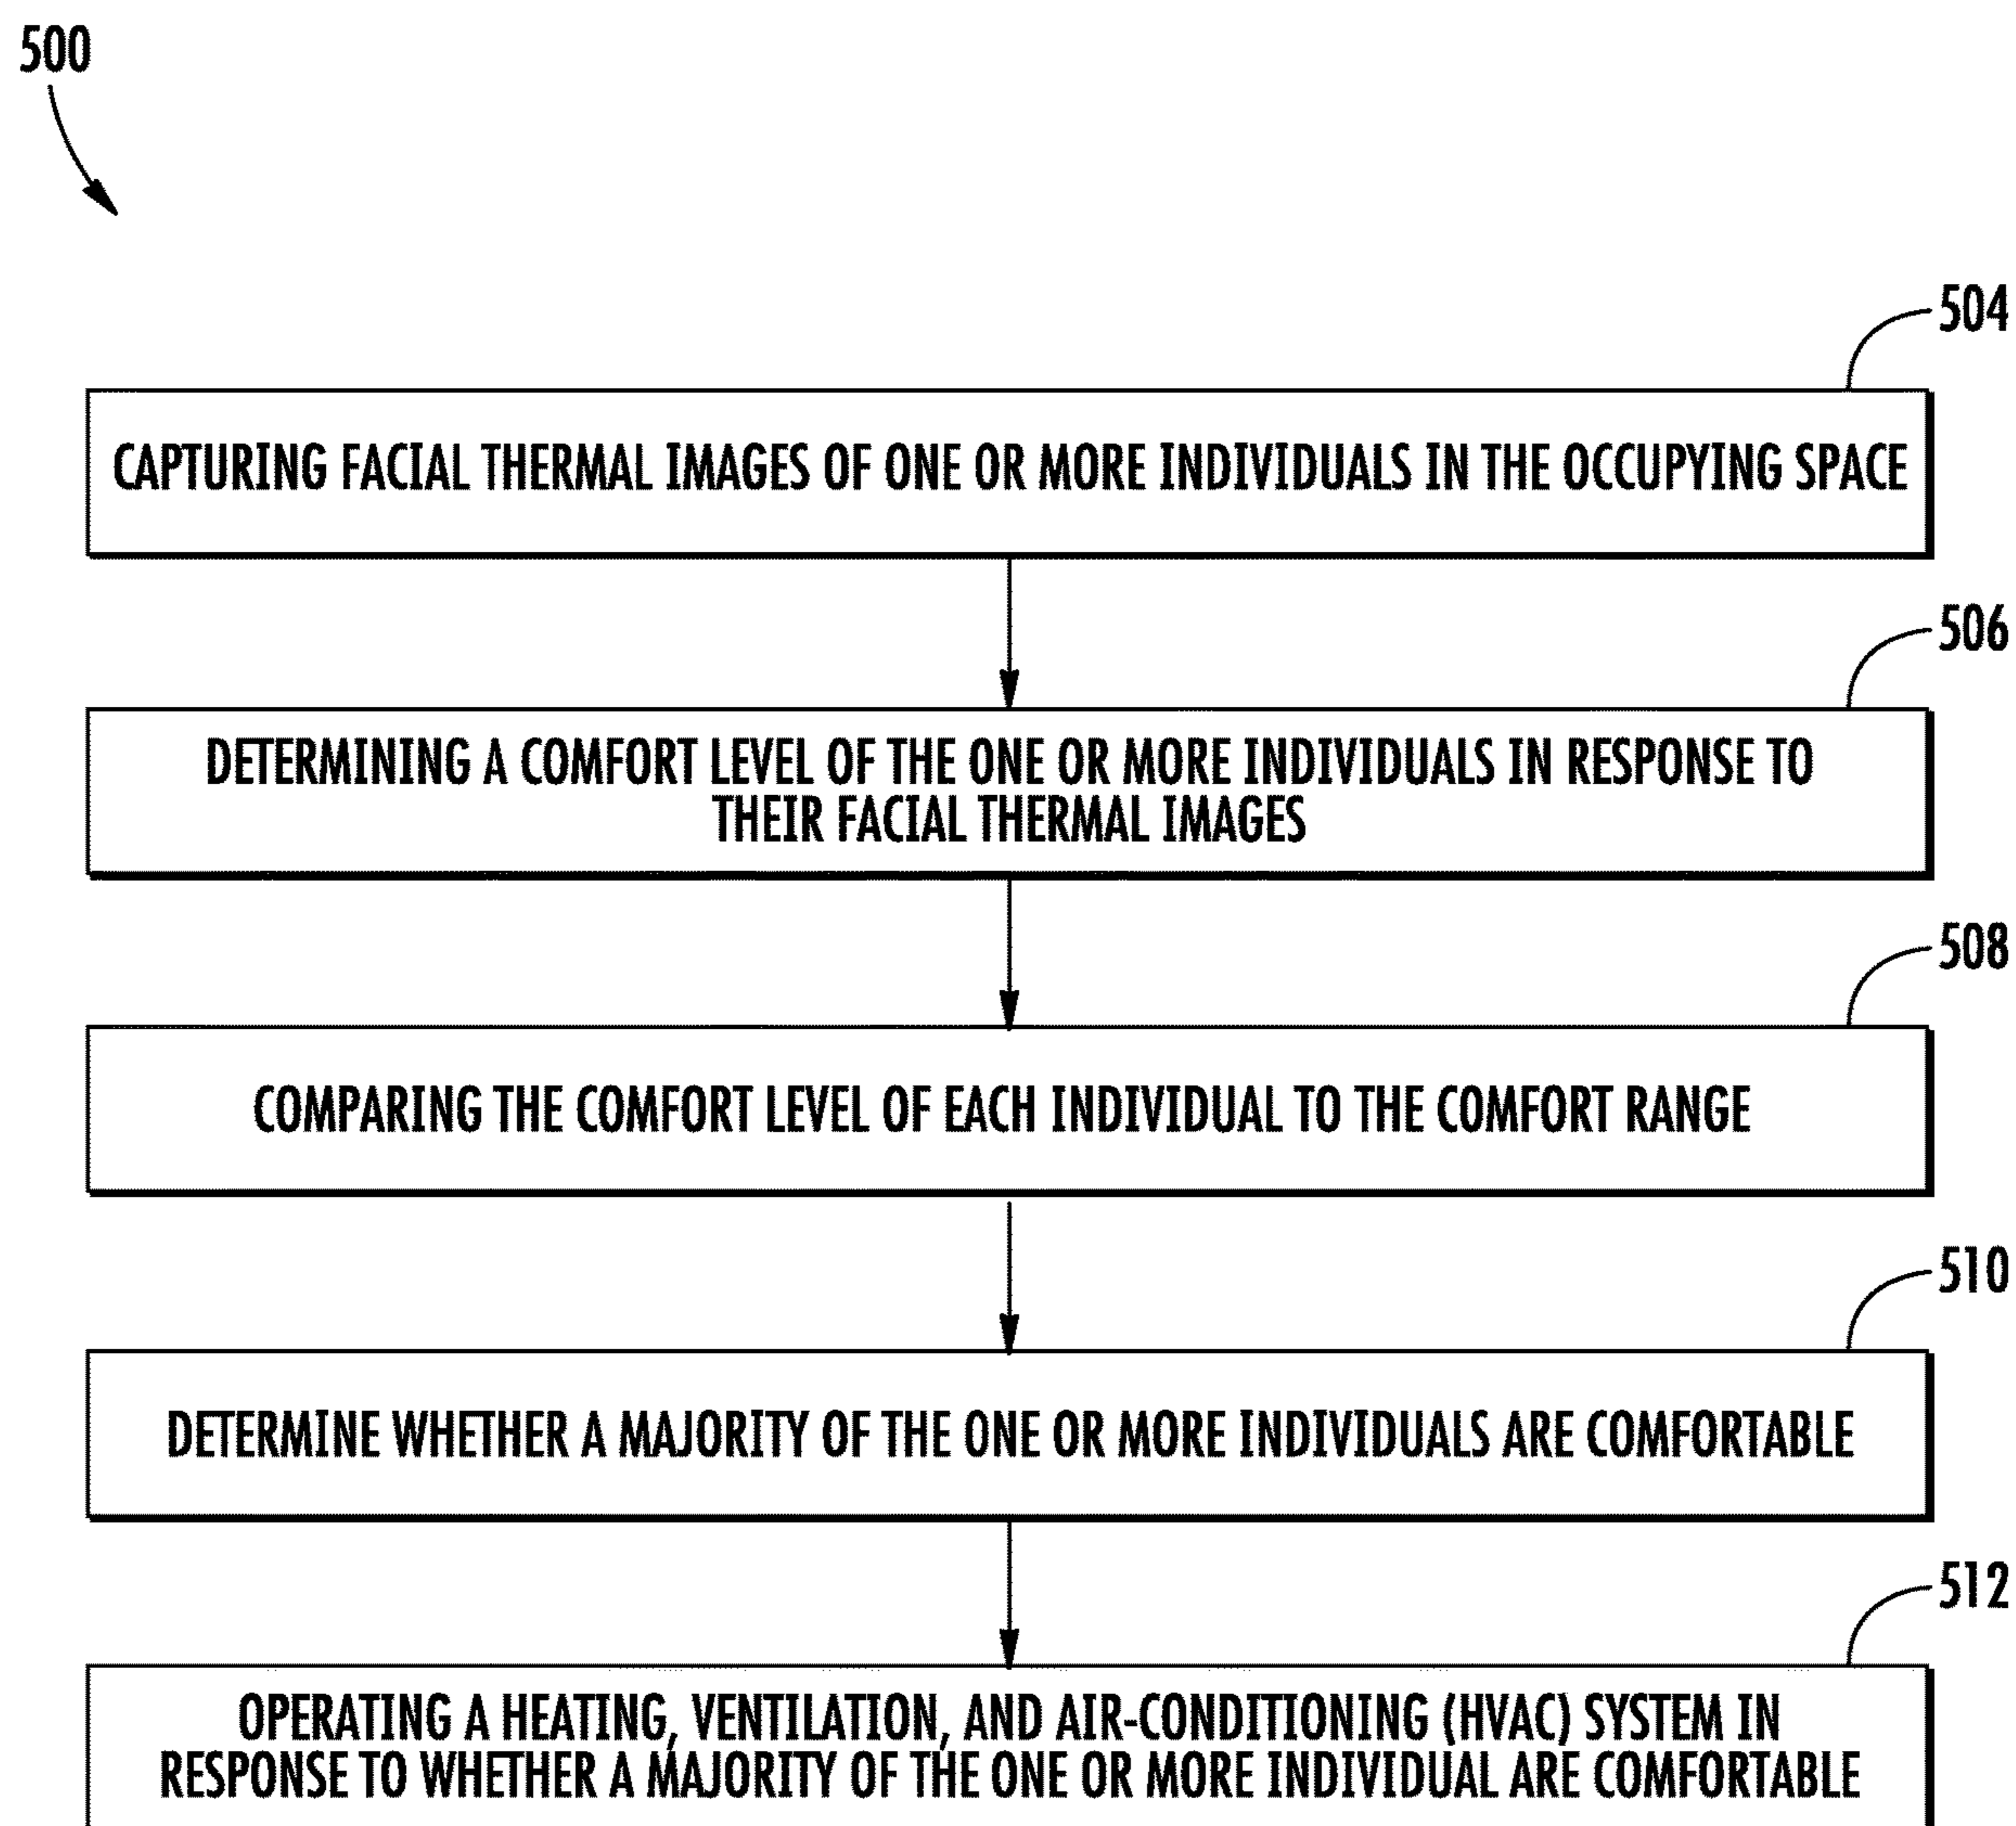 500
504
CAPTURING FACIAL THERMAL IMAGES OF ONE OR MORE INDIVIDUALS IN THE OCCUPYING SPACE
506
DETERMINING A COMFORT LEVEL OF THE ONE OR MORE INDIVIDUALS IN RESPONSE TO
THEIR FACIAL THERMAL IMAGES
508
COMPARING THE COMFORT LEVEL OF EACH INDIVIDUAL TO THE COMFORT RANGE
510
DETERMINE WHETHER A MAJORITY OF THE ONE OR MORE INDIVIDUALS ARE COMFORTABLE
512
OPERATING A HEATING, VENTILATION, AND AIR-CONDITIONING (HVAC) SYSTEM IN
RESPONSE TO WHETHER A MAJORITY OF THE ONE OR MORE INDIVIDUAL ARE COMFORTABLE